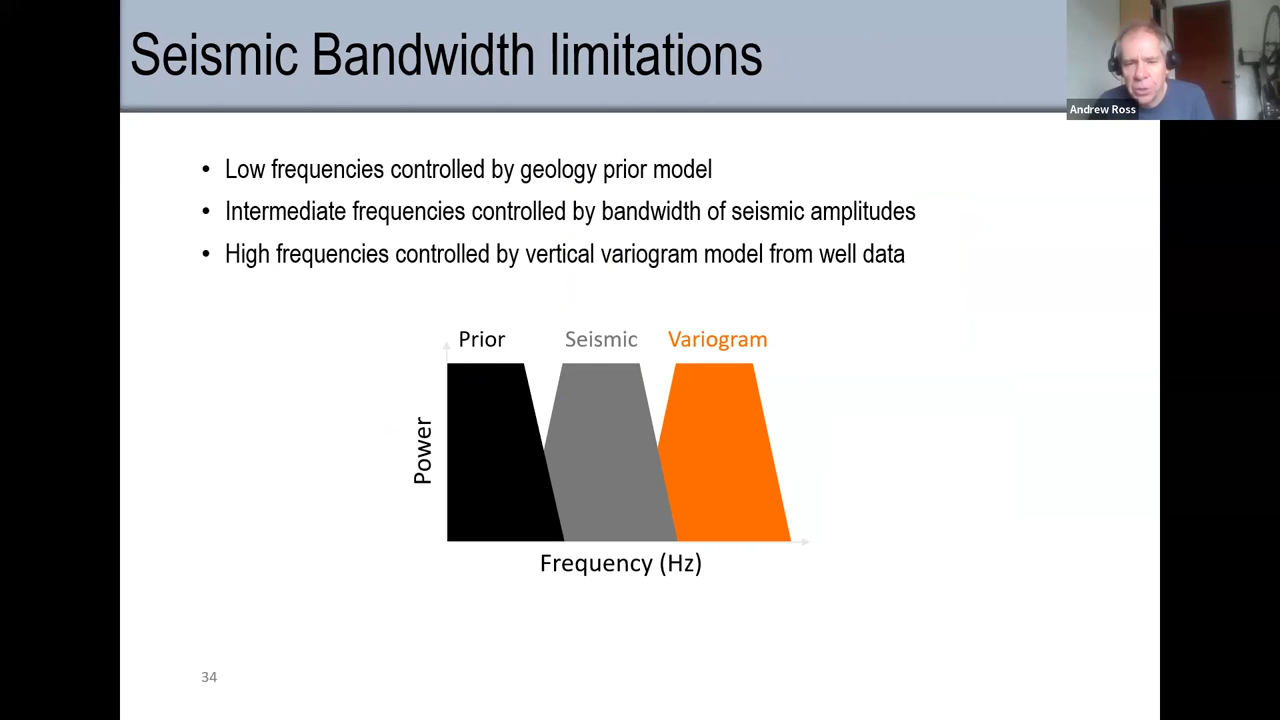 Seismic Bandwidth limitations
Andrew Ross
• Low frequencies controlled by geology prior model
• Intermediate frequencies controlled by bandwidth of seismic amplitudes
• High frequencies controlled by vertical variogram model from well data
Prior Seismic Variogram
Power
Frequency (Hz)
34